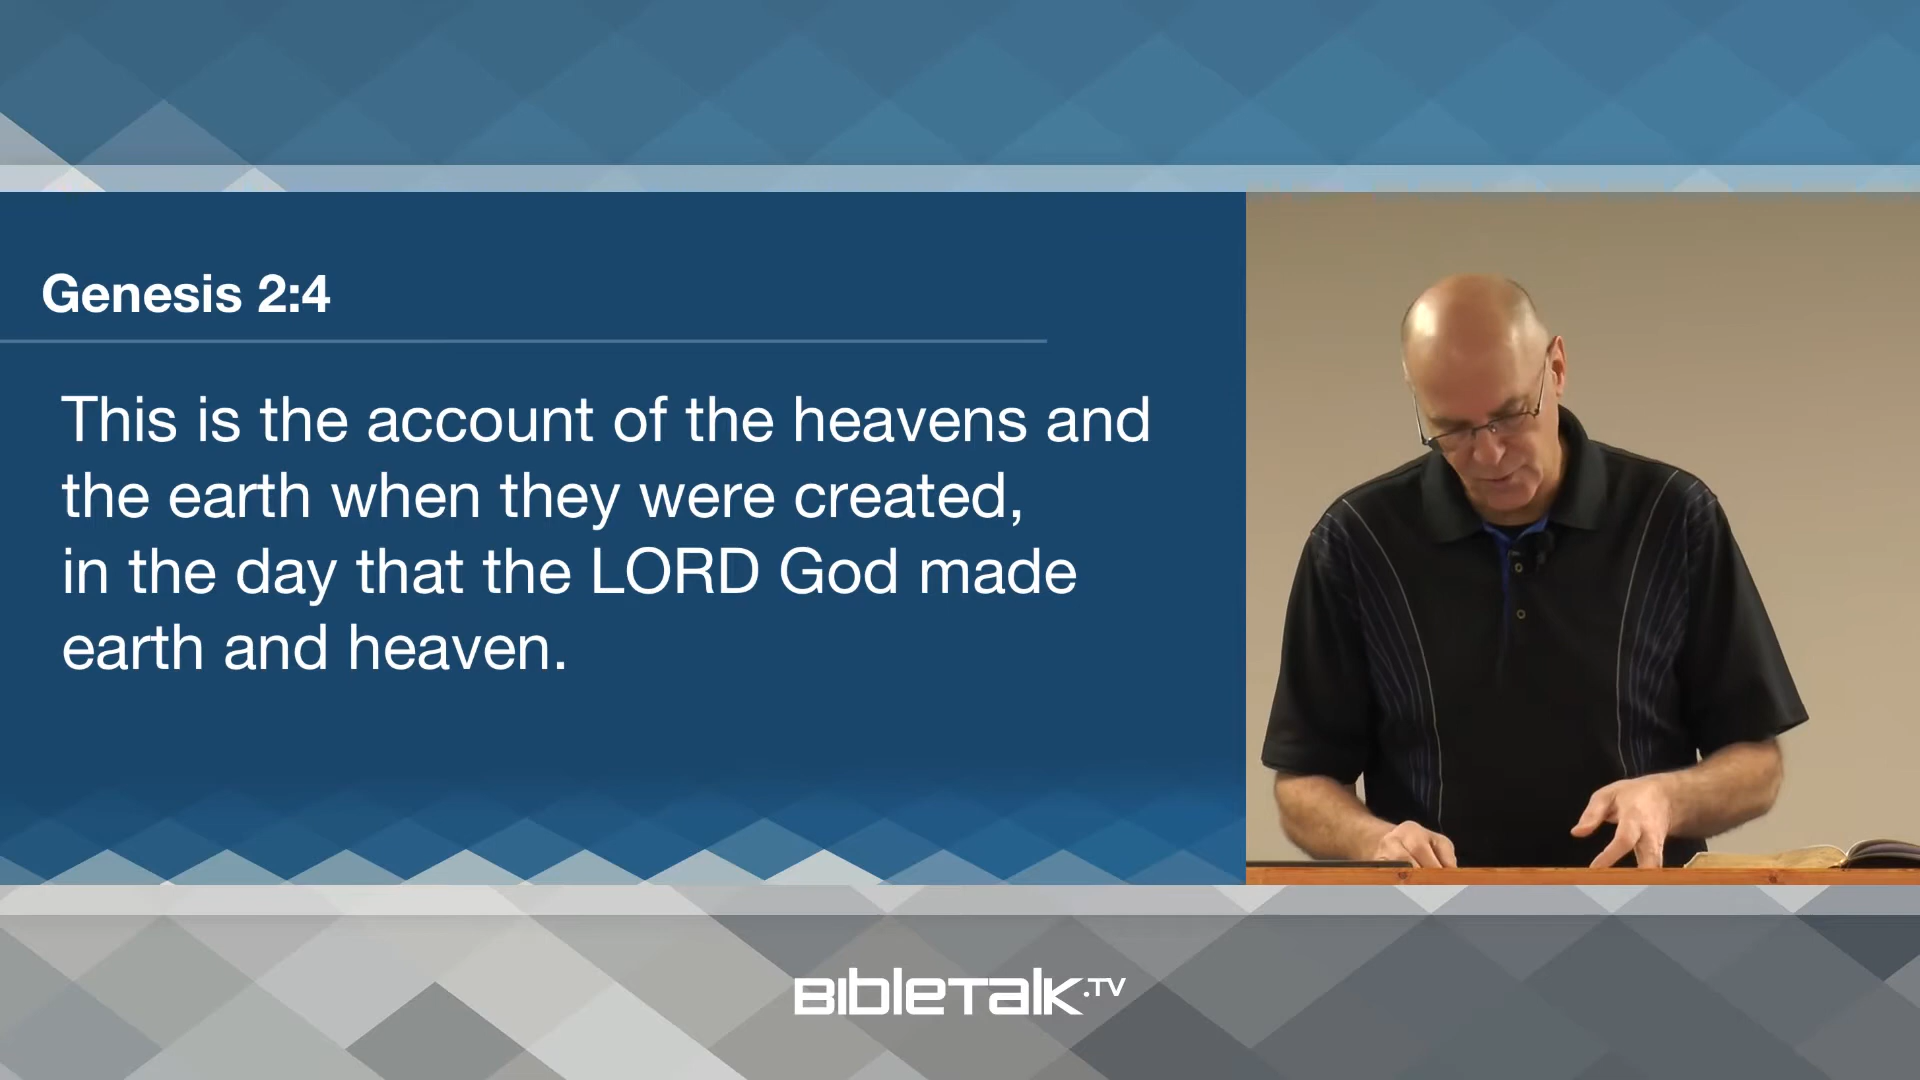 Genesis 2:4
This is the account of the heavens and
the earth when they were created,
in the day that the LORD God made
earth and heaven.
BIBleTalk.TV